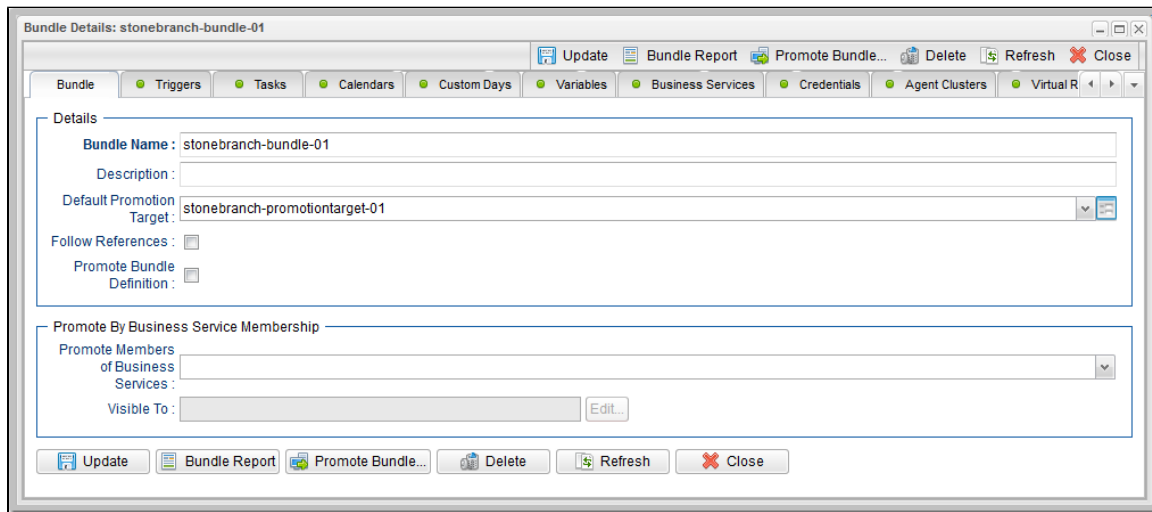 Bundle Details: stonebranch-bundle-01
Update Bundle Report Promote Bundle... Delete Refresh Close
Bundle Triggers Tasks Calendars Custom Days Variables Business Services Credentials Agent Clusters Virtual R
Details
Bundle Name : stonebranch-bundle-01
Description :
Default Promotion
Target : stonebranch-promotiontarget-01
Follow References :
Promote Bundle
Definition :
Promote By Business Service Membership
Promote Members
of Business
Services :
Visible To : Edit...
Update Bundle Report Promote Bundle... Delete Refresh Close